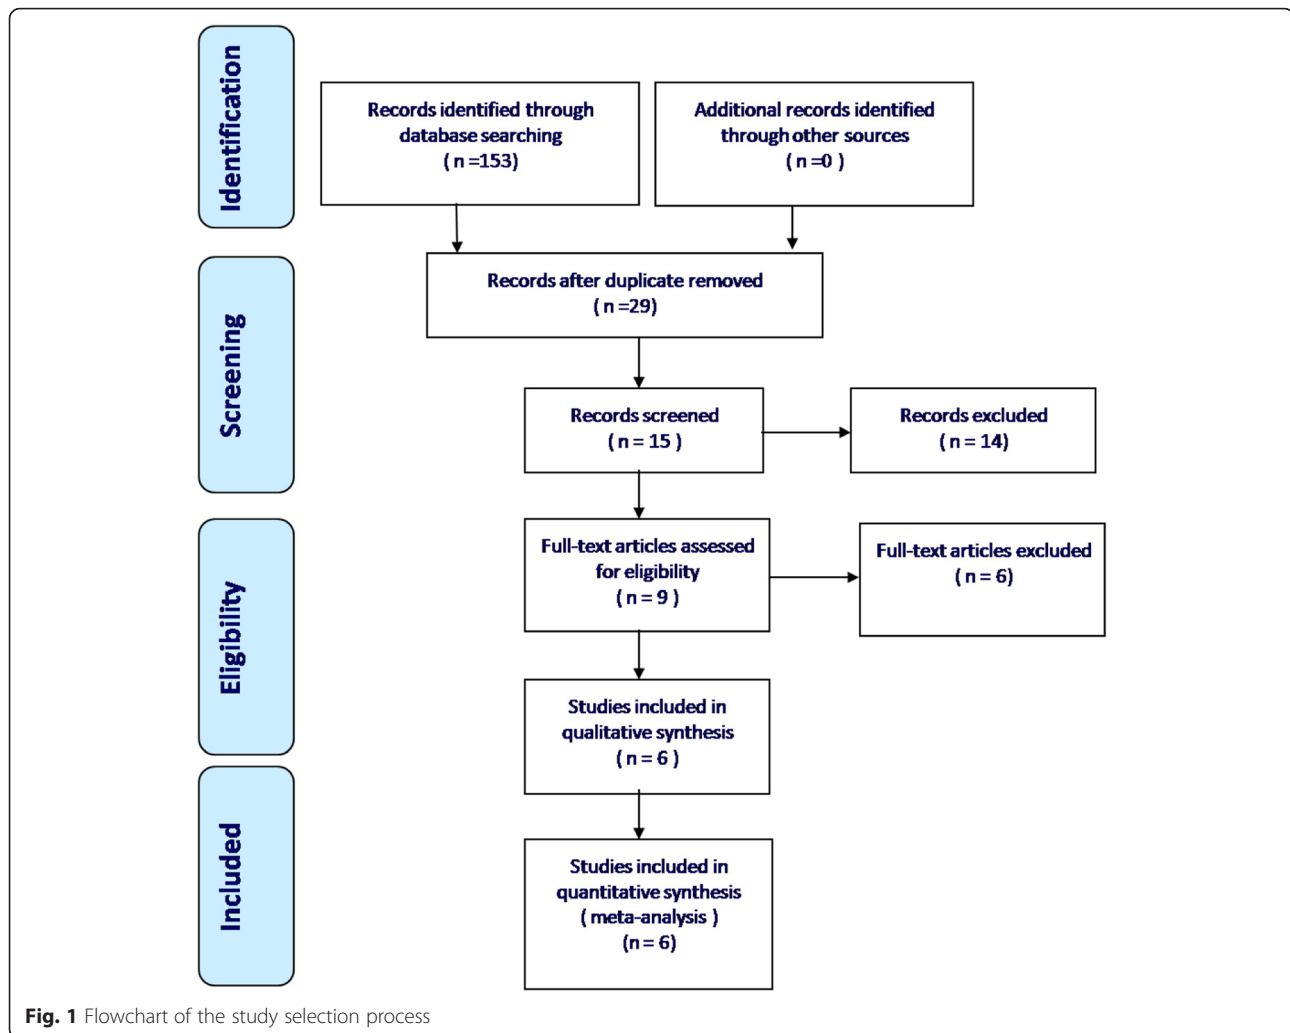 Identification
Records identified through
database searching
( n =153)
Additional records identified
through other sources
( n =0 )
Screening
Records after duplicate removed
( n =29)
Records screened
( n = 15 )
Records excluded
( n = 14)
Eligibility
Full-text articles assessed
for eligibility
( n = 9 )
Full-text articles excluded
( n = 6)
Studies included in
qualitative synthesis
( n = 6 )
Included
Studies included in
quantitative synthesis
( meta-analysis )
(n = 6)
Fig. 1 Flowchart of the study selection process